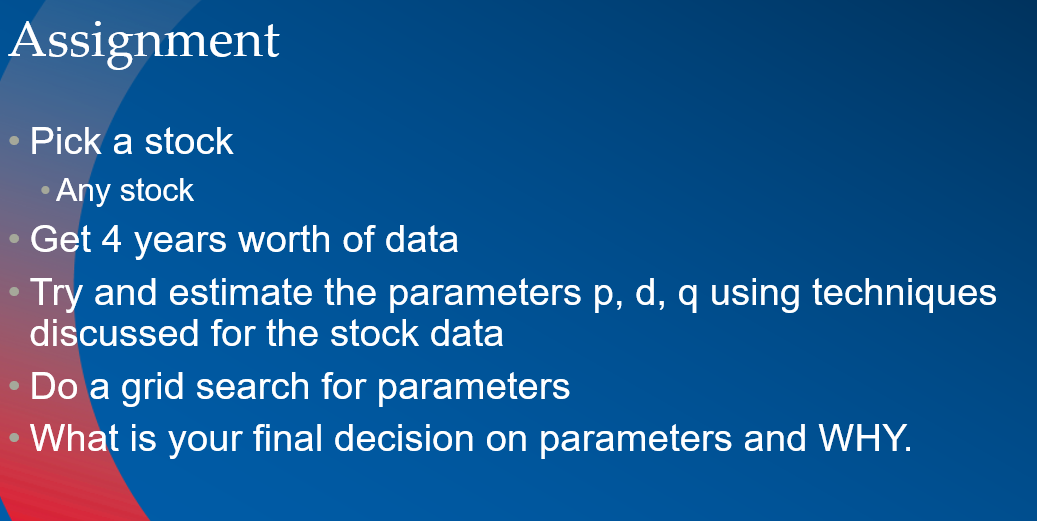 Assignment
• Pick a stock
• Any stock
• Get 4 years worth of data
• Try and estimate the parameters p, d, q using techniques
discussed for the stock data
• Do a grid search for parameters
• What is your final decision on parameters and WHY.